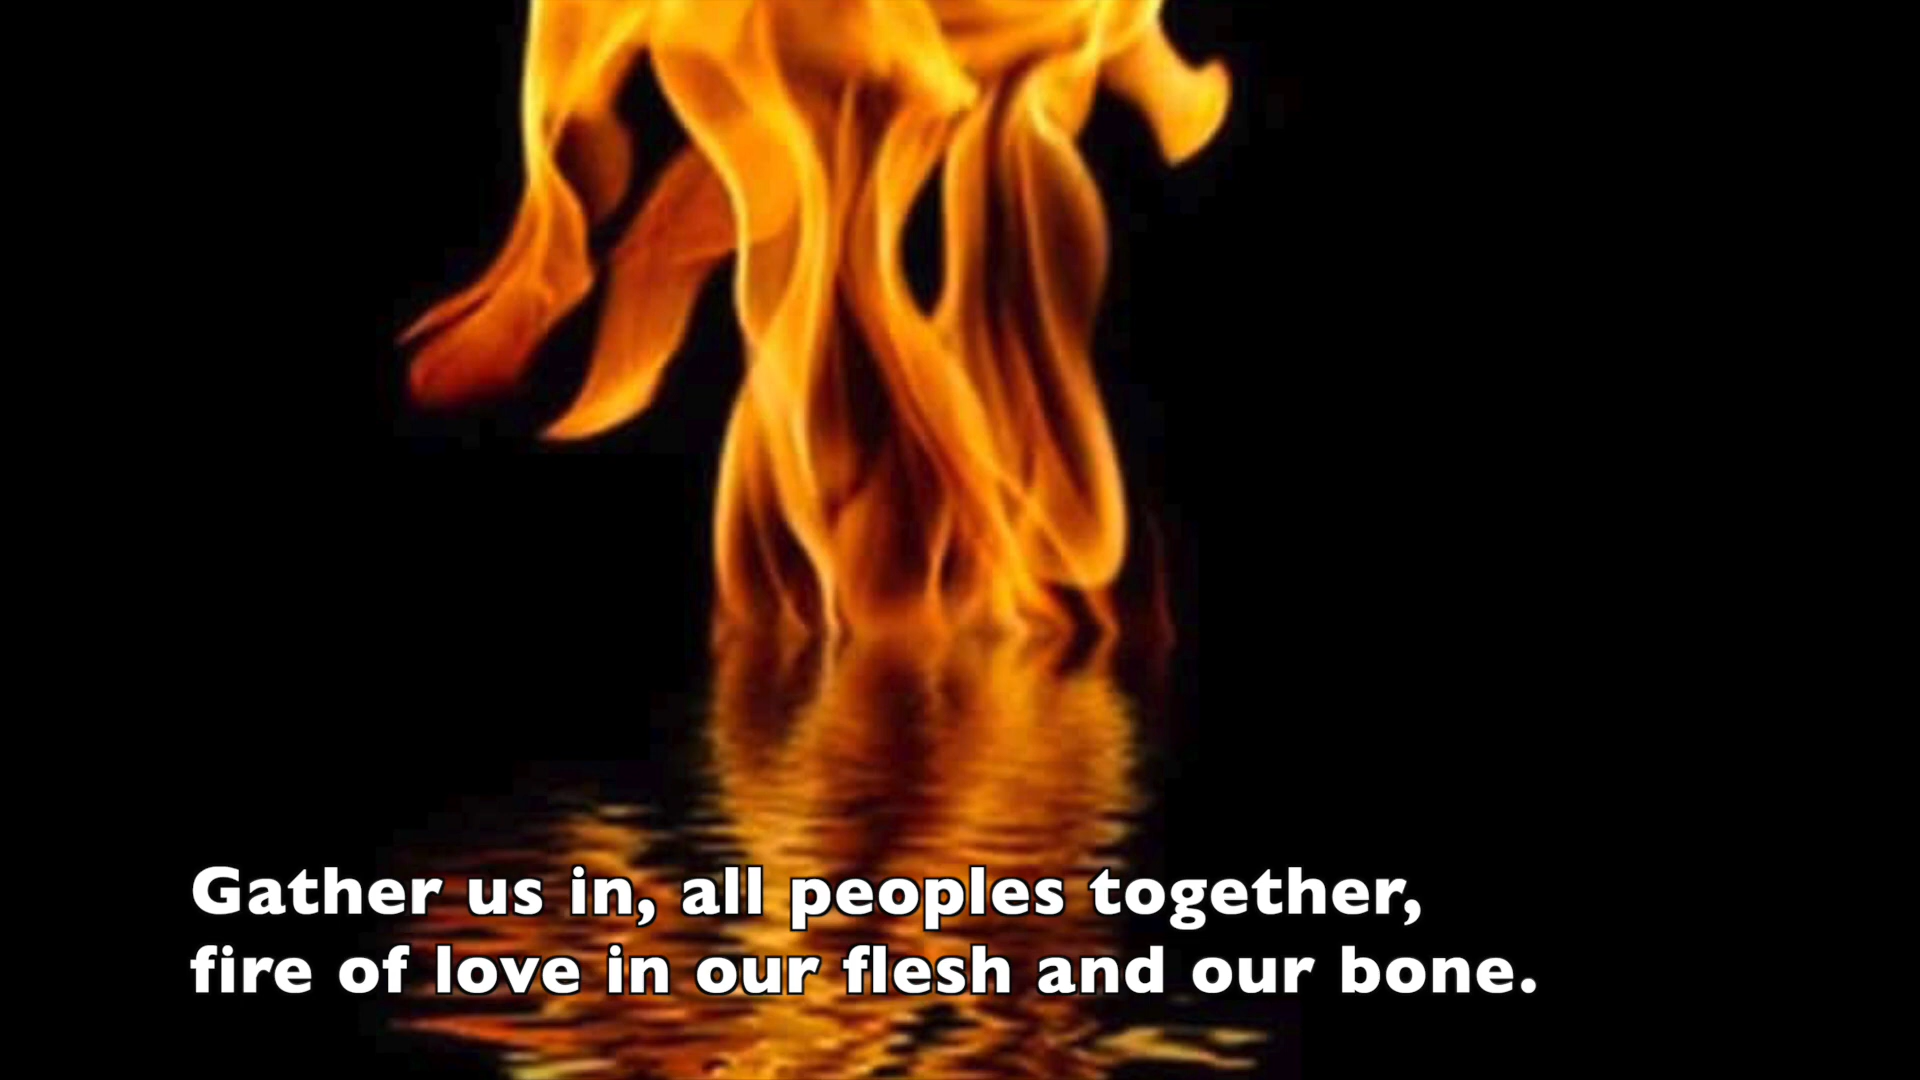 Gather us in, all peoples together,
fire of love in our flesh and our bone.